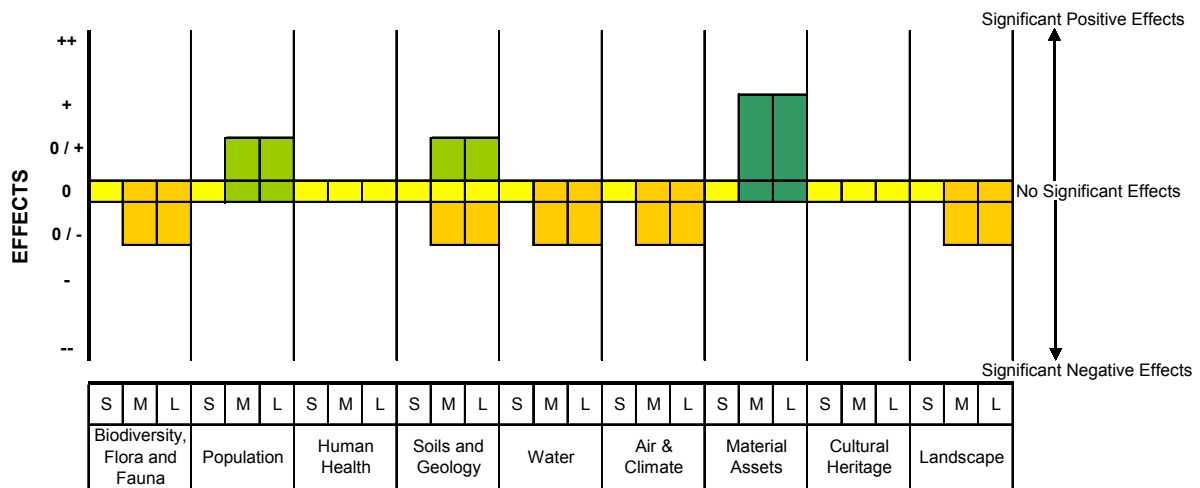 Significant Positive Effects
++
+
0 / +
0
0 / -
-
--
EFFECTS
No Significant Effects
Significant Negative Effects
S M L S M L S M L S M L S M L S M L S M L S M L S M L
Biodiversity,
Flora and
Fauna
Population
Human
Health
Soils and
Geology
Water
Air &
Climate
Material
Assets
Cultural
Heritage
Landscape